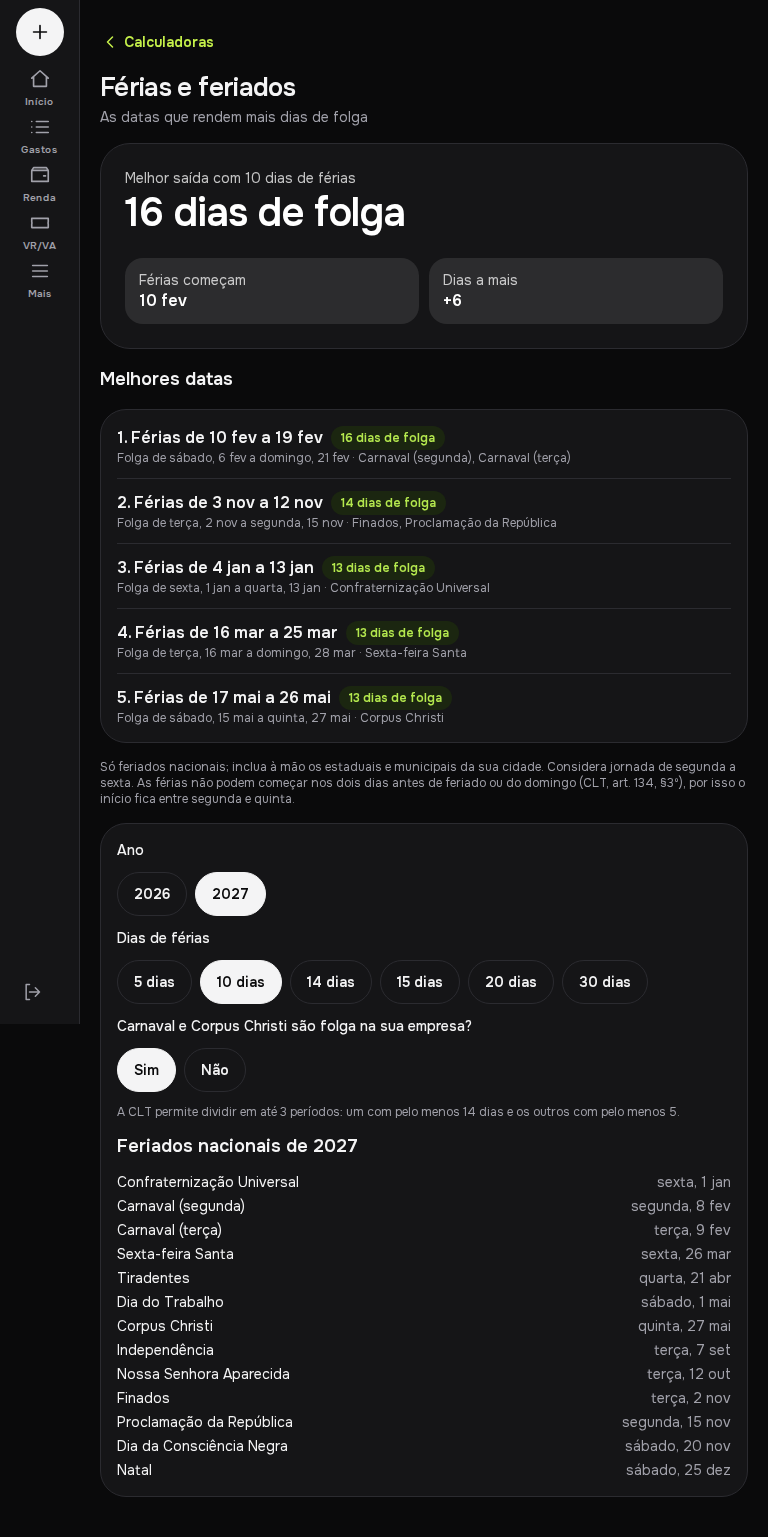 Início
Gastos
Renda
VR/VA
Mais
Calculadoras
Férias e feriados
As datas que rendem mais dias de folga
Melhor saída com 10 dias de férias
16 dias de folga
Férias começam
10 fev
Dias a mais
+6
Melhores datas
1. Férias de 10 fev a 19 fev 16 dias de folga
Folga de sábado, 6 fev a domingo, 21 fev · Carnaval (segunda), Carnaval (terça)
2. Férias de 3 nov a 12 nov 14 dias de folga
Folga de terça, 2 nov a segunda, 15 nov · Finados, Proclamação da República
3. Férias de 4 jan a 13 jan 13 dias de folga
Folga de sexta, 1 jan a quarta, 13 jan · Confraternização Universal
4. Férias de 16 mar a 25 mar 13 dias de folga
Folga de terça, 16 mar a domingo, 28 mar · Sexta-feira Santa
5. Férias de 17 mai a 26 mai 13 dias de folga
Folga de sábado, 15 mai a quinta, 27 mai · Corpus Christi
Só feriados nacionais; inclua à mão os estaduais e municipais da sua cidade. Considera jornada de segunda a
sexta. As férias não podem começar nos dois dias antes de feriado ou do domingo (CLT, art. 134, §3º), por isso o
início fica entre segunda e quinta.
Ano
2026 2027
Dias de férias
5 dias 10 dias 14 dias 15 dias 20 dias 30 dias
Carnaval e Corpus Christi são folga na sua empresa?
Sim Não
A CLT permite dividir em até 3 períodos: um com pelo menos 14 dias e os outros com pelo menos 5.
Feriados nacionais de 2027
Confraternização Universal sexta, 1 jan
Carnaval (segunda) segunda, 8 fev
Carnaval (terça) terça, 9 fev
Sexta-feira Santa sexta, 26 mar
Tiradentes quarta, 21 abr
Dia do Trabalho sábado, 1 mai
Corpus Christi quinta, 27 mai
Independência terça, 7 set
Nossa Senhora Aparecida terça, 12 out
Finados terça, 2 nov
Proclamação da República segunda, 15 nov
Dia da Consciência Negra sábado, 20 nov
Natal sábado, 25 dez